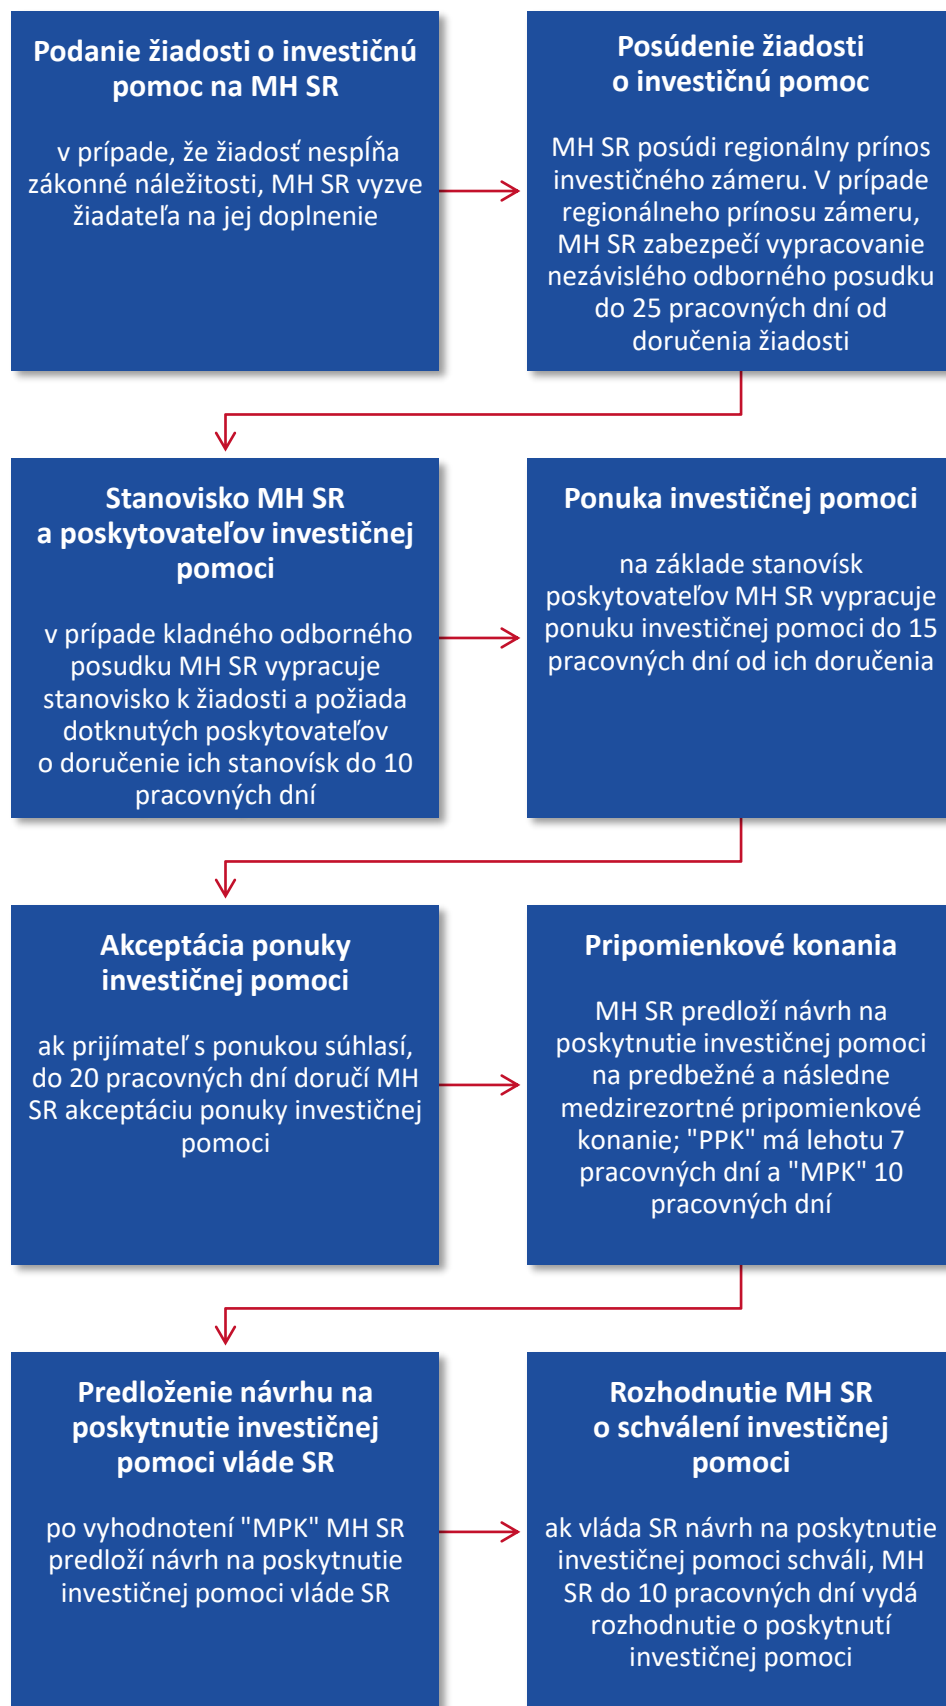 Podanie žiadosti o investičnú
pomoc na MH SR
v prípade, že žiadosť nespĺňa
zákonné náležitosti, MH SR vyzve
žiadateľa na jej doplnenie
Posúdenie žiadosti
o investičnú pomoc
MH SR posúdi regionálny prínos
investičného zámeru. V prípade
regionálneho prínosu zámeru,
MH SR zabezpečí vypracovanie
nezávislého odborného posudku
do 25 pracovných dní od
doručenia žiadosti
Stanovisko MH SR
a poskytovateľov investičnej
pomoci
v prípade kladného odborného
posudku MH SR vypracuje
stanovisko k žiadosti a požiada
dotknutých poskytovateľov
o doručenie ich stanovísk do 10
pracovných dní
Ponuka investičnej pomoci
na základe stanovísk
poskytovateľov MH SR vypracuje
ponuku investičnej pomoci do 15
pracovných dní od ich doručenia
Akceptácia ponuky
investičnej pomoci
ak prijímateľ s ponukou súhlasí,
do 20 pracovných dní doručí MH
SR akceptáciu ponuky investičnej
pomoci
Pripomienkové konania
MH SR predloží návrh na
poskytnutie investičnej pomoci
na predbežné a následne
medzirezortné pripomienkové
konanie; "PPK" má lehotu 7
pracovných dní a "MPK" 10
pracovných dní
Predloženie návrhu na
poskytnutie investičnej
pomoci vláde SR
po vyhodnotení "MPK" MH SR
predloží návrh na poskytnutie
investičnej pomoci vláde SR
Rozhodnutie MH SR
o schválení investičnej
pomoci
ak vláda SR návrh na poskytnutie
investičnej pomoci schváli, MH
SR do 10 pracovných dní vydá
rozhodnutie o poskytnutí
investičnej pomoci